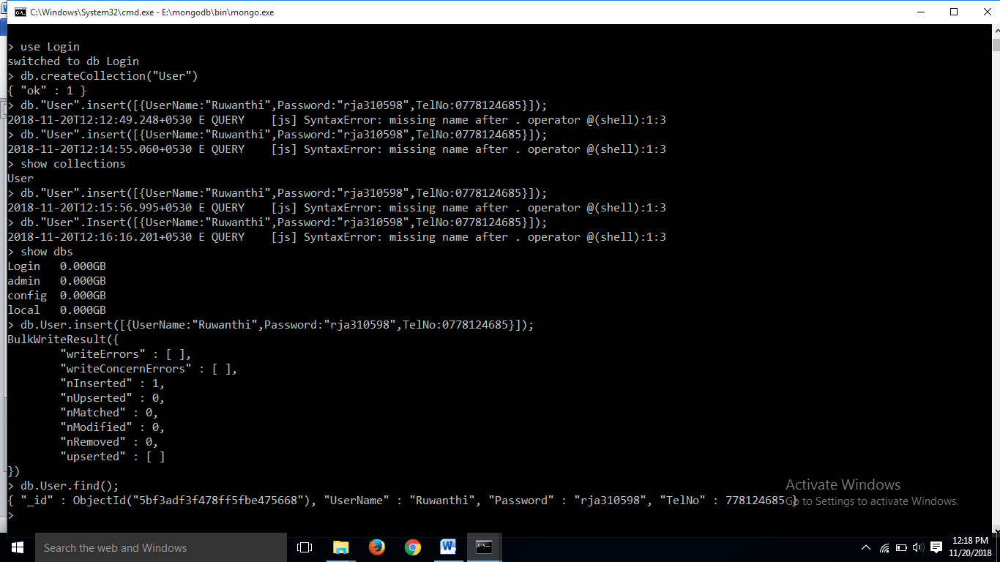 C:\Windows\System32\cmd.exe - E:\mongodb\bin\mongo.exe
> use Login
switched to db Login
> db.createCollection("User")
{ "ok" : 1 }
> db."User".insert([{UserName:"Ruwanthi",Password:"rja310598",TelNo:0778124685}]);
2018-11-20T12:12:49.248+0530 E QUERY    [js] SyntaxError: missing name after . operator @(shell):1:3
> db."User".insert([{UserName:"Ruwanthi",Password:"rja310598",TelNo:0778124685}]);
2018-11-20T12:14:55.060+0530 E QUERY    [js] SyntaxError: missing name after . operator @(shell):1:3
> show collections
User
> db."User".insert([{UserName:"Ruwanthi",Password:"rja310598",TelNo:0778124685}]);
2018-11-20T12:15:56.995+0530 E QUERY    [js] SyntaxError: missing name after . operator @(shell):1:3
> db."User".Insert([{UserName:"Ruwanthi",Password:"rja310598",TelNo:0778124685}]);
2018-11-20T12:16:16.201+0530 E QUERY    [js] SyntaxError: missing name after . operator @(shell):1:3
> show dbs
Login   0.000GB
admin   0.000GB
config  0.000GB
local   0.000GB
> db.User.insert([{UserName:"Ruwanthi",Password:"rja310598",TelNo:0778124685}]);
BulkWriteResult({
        "writeErrors" : [ ],
        "writeConcernErrors" : [ ],
        "nInserted" : 1,
        "nUpserted" : 0,
        "nMatched" : 0,
        "nModified" : 0,
        "nRemoved" : 0,
        "upserted" : [ ]
})
> db.User.find();
{ "_id" : ObjectId("5bf3adf3f478ff5fbe475668"), "UserName" : "Ruwanthi", "Password" : "rja310598", "TelNo" : 778124685 }
>
Activate Windows
Go to Settings to activate Windows.
Search the web and Windows
12:18 PM
11/20/2018